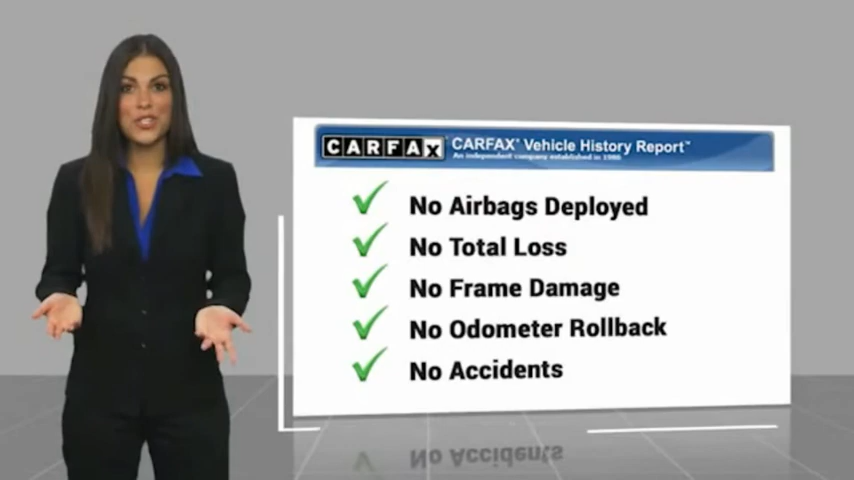 CARFAX CARFAX® Vehicle History Report™
An independent company established in 1986
No Airbags Deployed
No Total Loss
No Frame Damage
No Odometer Rollback
No Accidents
No Accidents